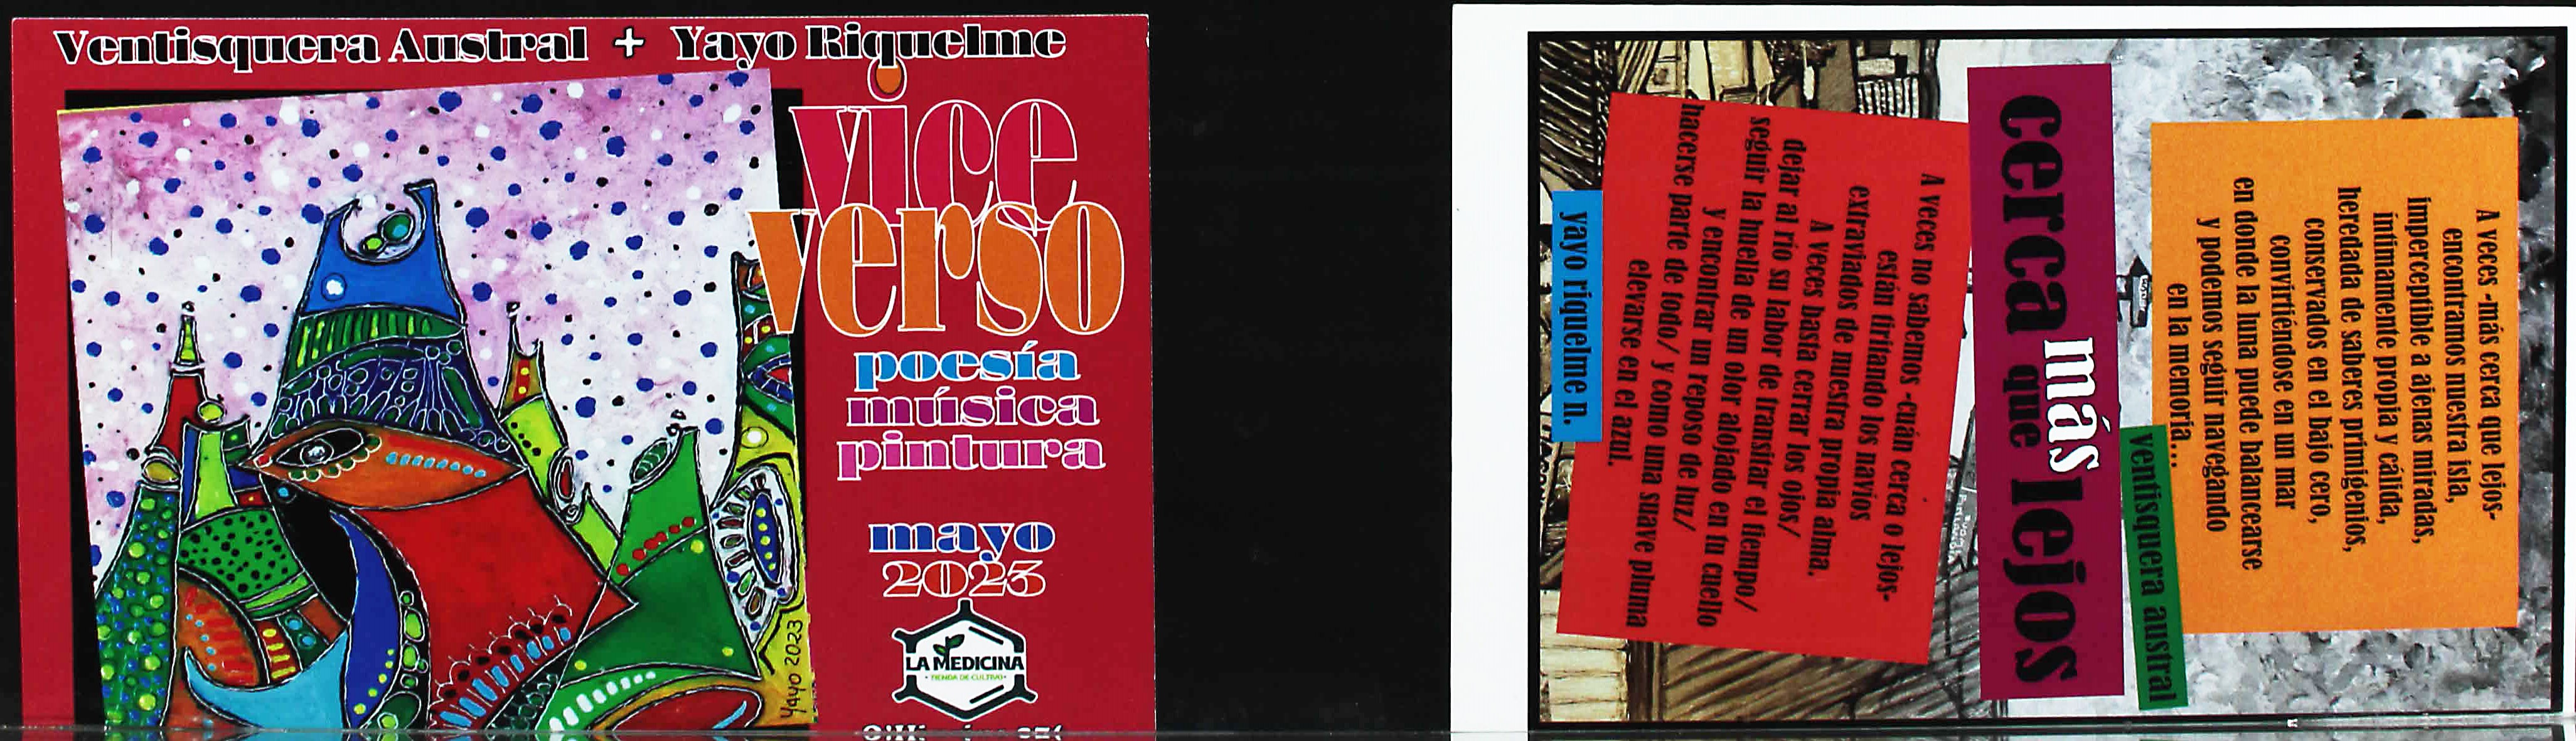 Ventisquera Austral + Yayo Riquelme
vice
verso
poesía
música
pintura
mayo
2023
LA MEDICINA
• TIENDA DE CULTIVO •
Yayo 2023
A veces -más cerca que lejos-
encontramos nuestra isla,
imperceptible a ajenas miradas,
íntimamente propia y cálida,
heredada de saberes primigenios,
conservados en el bajo cero,
convirtiéndose en un mar
en donde la luna puede balancearse
y podemos seguir navegando
en la memoria...
ventisquera austral
cerca más
que lejos
A veces no sabemos -cuán cerca o lejos-
están tiritando los navíos
extraviados de nuestra propia alma.
A veces basta cerrar los ojos/
dejar al río su labor de transitar el tiempo/
seguir la huella de un olor alojado en tu cuello
y encontrar un reposo de luz/
hacerse parte de todo/ y como una suave pluma
elevarse en el azul.
yayo riquelme n.